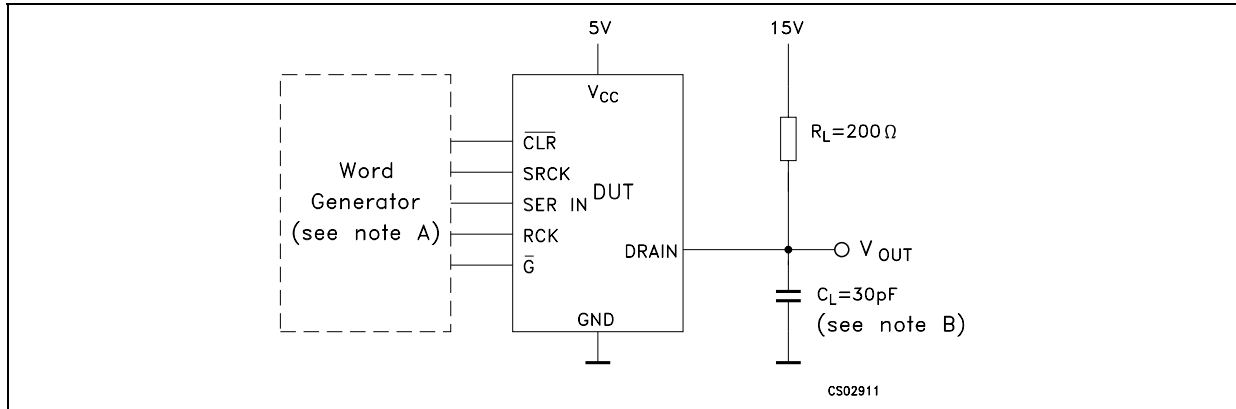 5V
15V
V_CC
R_L=200Ω
C̅L̅R̅
SRCK
SER IN
DUT
RCK
G̅
Word
Generator
(see note A)
DRAIN
V_OUT
C_L=30pF
(see note B)
GND
CS02911